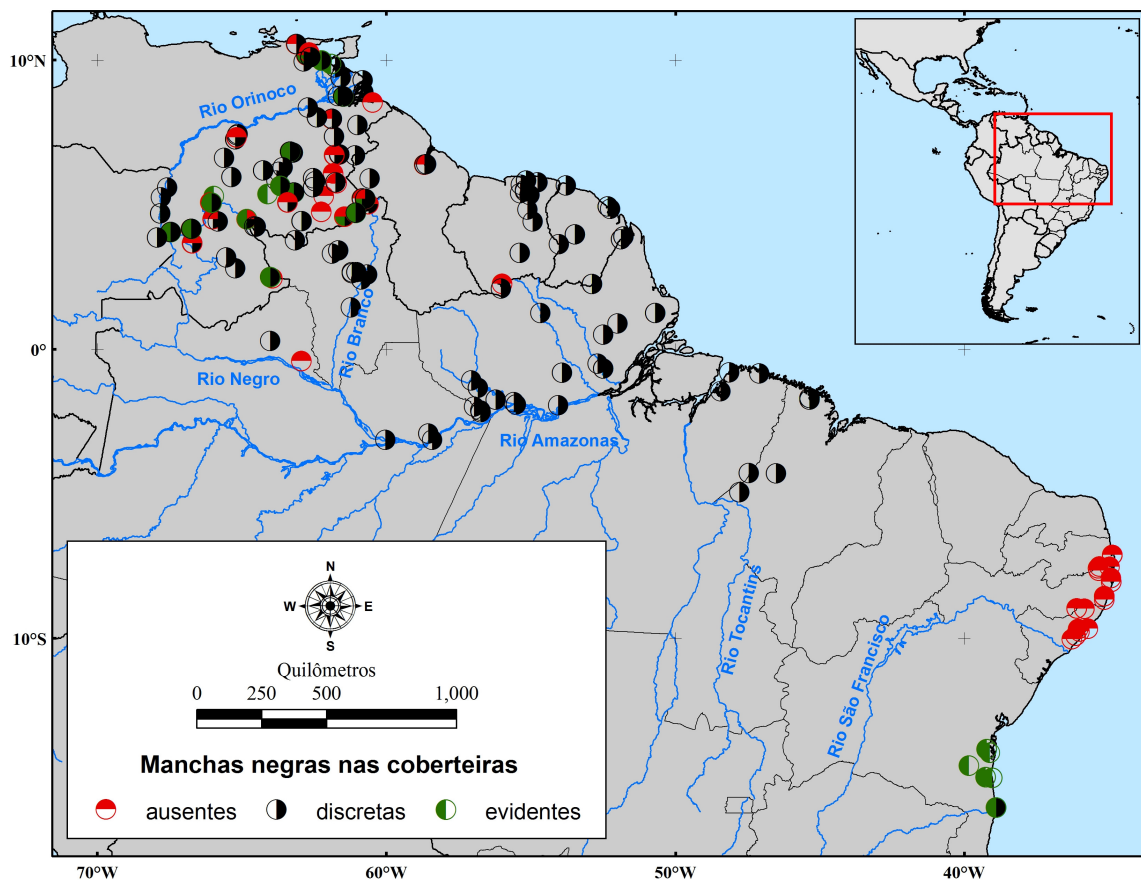 10°N
0°
10°S
70°W
60°W
50°W
40°W
Rio Orinoco
Rio Branco
Rio Negro
Rio Amazonas
Rio Tocantins
Rio São Francisco
N
W E
S
Quilômetros
0 250 500 1,000
Manchas negras nas coberteiras
ausentes discretas evidentes